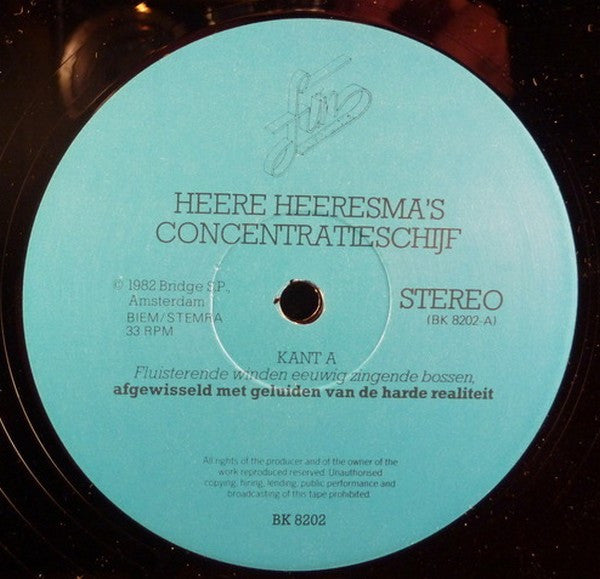 HEERE HEERESMA'S
CONCENTRATIESCHIJF
© 1982 Bridge S.P.,
Amsterdam
BIEM/STEMRA
33 RPM
STEREO
(BK 8202-A)
KANT A
Fluisterende winden eeuwig zingende bossen,
afgewisseld met geluiden van de harde realiteit
All rights of the producer and of the owner of the
work reproduced reserved. Unauthorised
copying, hiring, lending, public performance and
broadcasting of this tape prohibited.
BK 8202